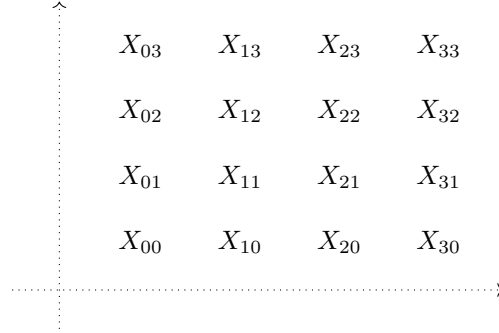 X₀₃ X₁₃ X₂₃ X₃₃
X₀₂ X₁₂ X₂₂ X₃₂
X₀₁ X₁₁ X₂₁ X₃₁
X₀₀ X₁₀ X₂₀ X₃₀